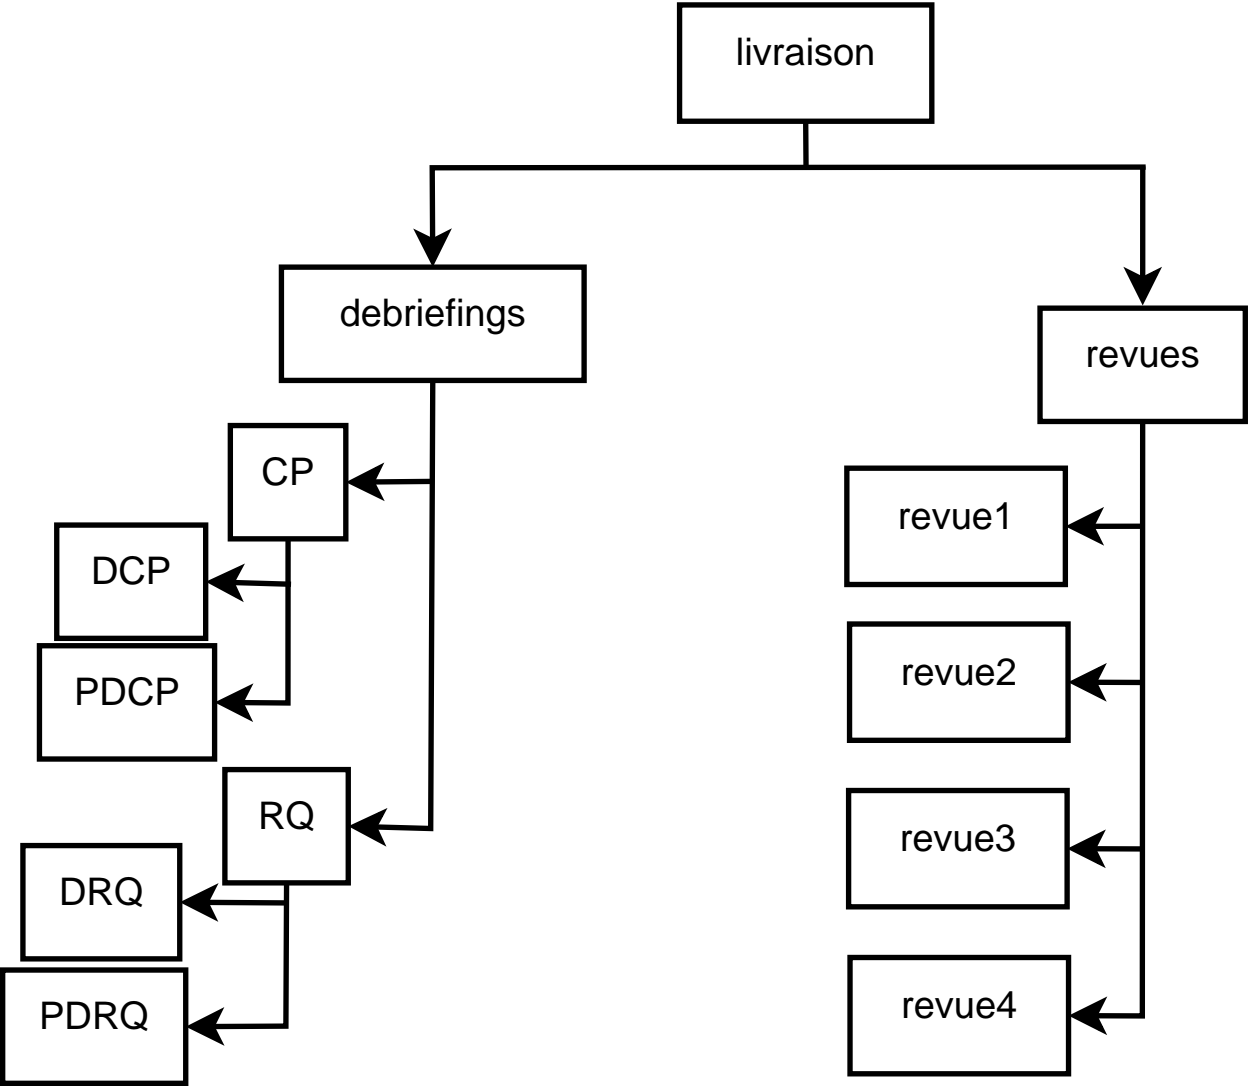 livraison
debriefings
revues
CP
DCP
PDCP
RQ
DRQ
PDRQ
revue1
revue2
revue3
revue4